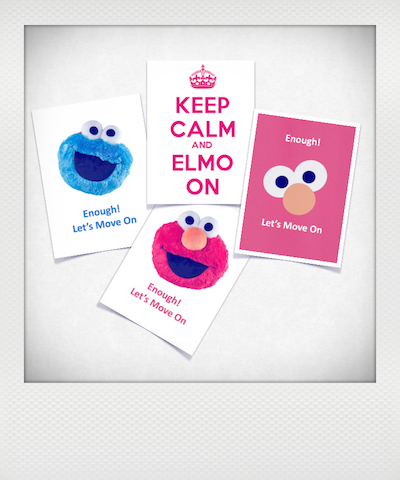 KEEP
CALM
AND
ELMO
ON
Enough!
Let's Move On
Enough!
Let's Move On
Enough!
Let's Move On